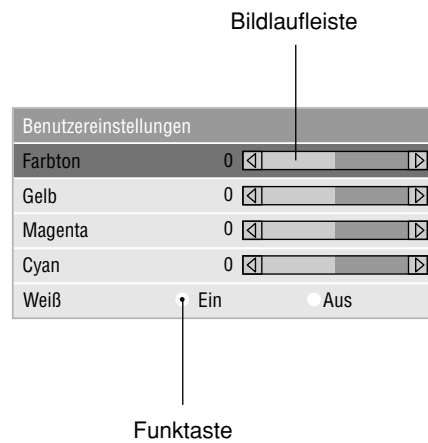 Bildlaufleiste
Benutzereinstellungen
Farbton 0
Gelb 0
Magenta 0
Cyan 0
Weiß Ein Aus
Funktaste